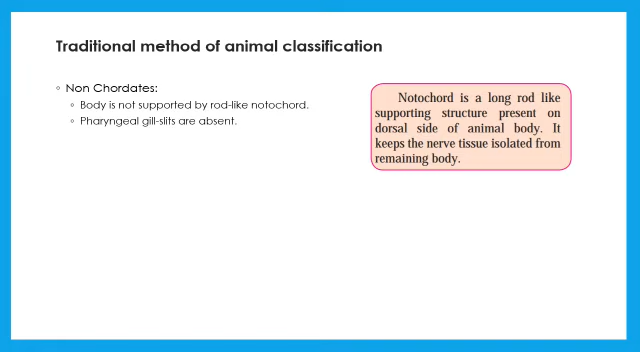 Traditional method of animal classification
◦ Non Chordates:
◦ Body is not supported by rod-like notochord.
◦ Pharyngeal gill-slits are absent.
Notochord is a long rod like
supporting structure present on
dorsal side of animal body. It
keeps the nerve tissue isolated from
remaining body.